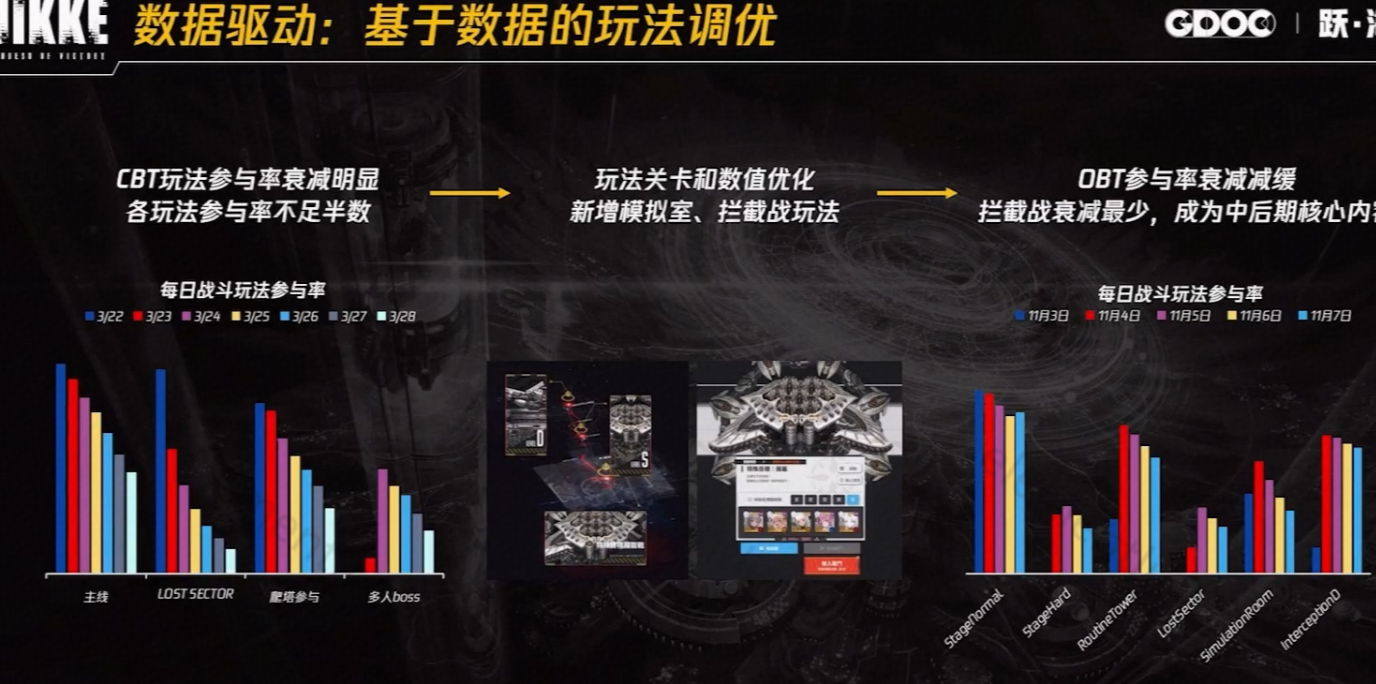 NIKKE
数据驱动：基于数据的玩法调优
GDOC
跃·
CBT玩法参与率衰减明显
各玩法参与率不足半数
玩法关卡和数值优化
新增模拟室、拦截战玩法
OBT参与率衰减减缓
拦截战衰减最少，成为中后期核心内容
每日战斗玩法参与率
3/22 3/23 3/24 3/25 3/26 3/27 3/28
主线 LOST SECTOR 爬塔参与 多人boss
D
S
每日战斗玩法参与率
11月3日 11月4日 11月5日 11月6日 11月7日
StageNormal StageHard RoutineTower LostSector SimulationRoom InterceptionD